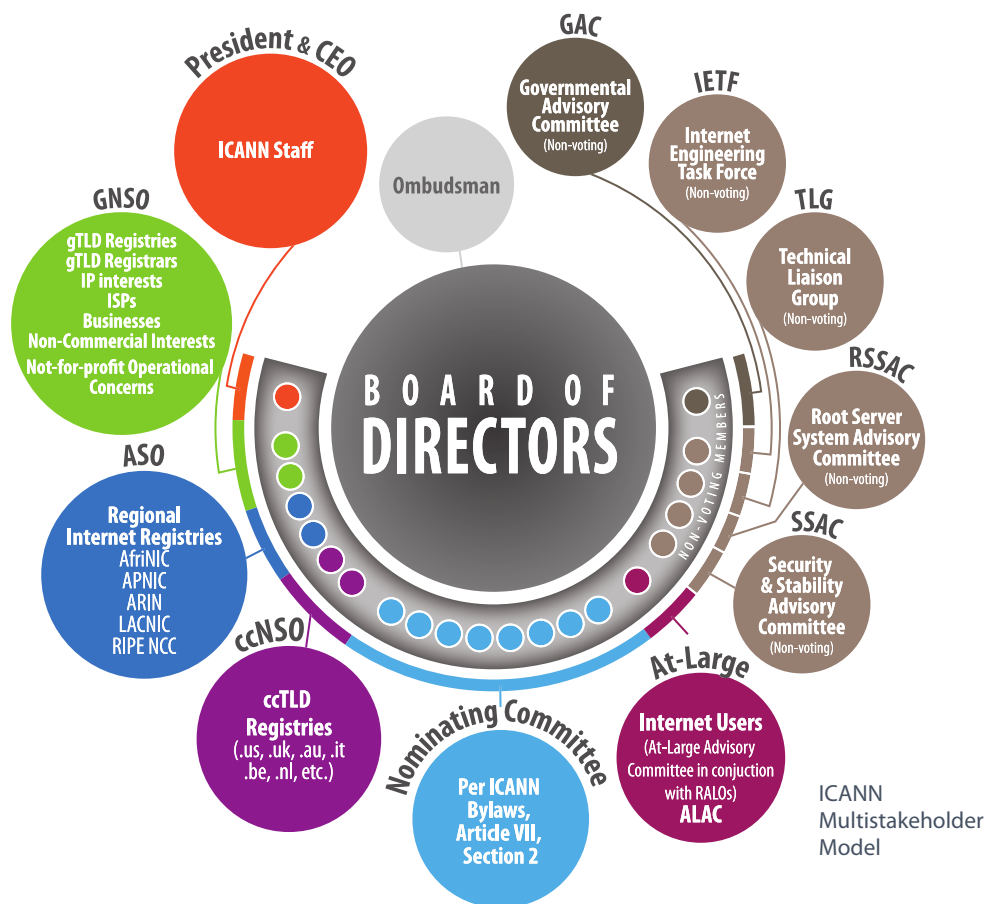 President & CEO
ICANN Staff
Ombudsman
GAC
Governmental
Advisory
Committee
(Non-voting)
IETF
Internet
Engineering
Task Force
(Non-voting)
TLG
Technical
Liaison
Group
(Non-voting)
RSSAC
Root Server
System Advisory
Committee
(Non-voting)
SSAC
Security
& Stability
Advisory
Committee
(Non-voting)
GNSO
gTLD Registries
gTLD Registrars
IP interests
ISPs
Businesses
Non-Commercial Interests
Not-for-profit Operational
Concerns
BOARD OF
DIRECTORS
NON-VOTING MEMBERS
ASO
Regional
Internet Registries
AfriNIC
APNIC
ARIN
LACNIC
RIPE NCC
ccNSO
ccTLD
Registries
(.us, .uk, .au, .it
.be, .nl, etc.)
Nominating Committee
Per ICANN
Bylaws,
Article VII,
Section 2
At-Large
Internet Users
(At-Large Advisory
Committee in conjuction
with RALOs)
ALAC
ICANN
Multistakeholder
Model